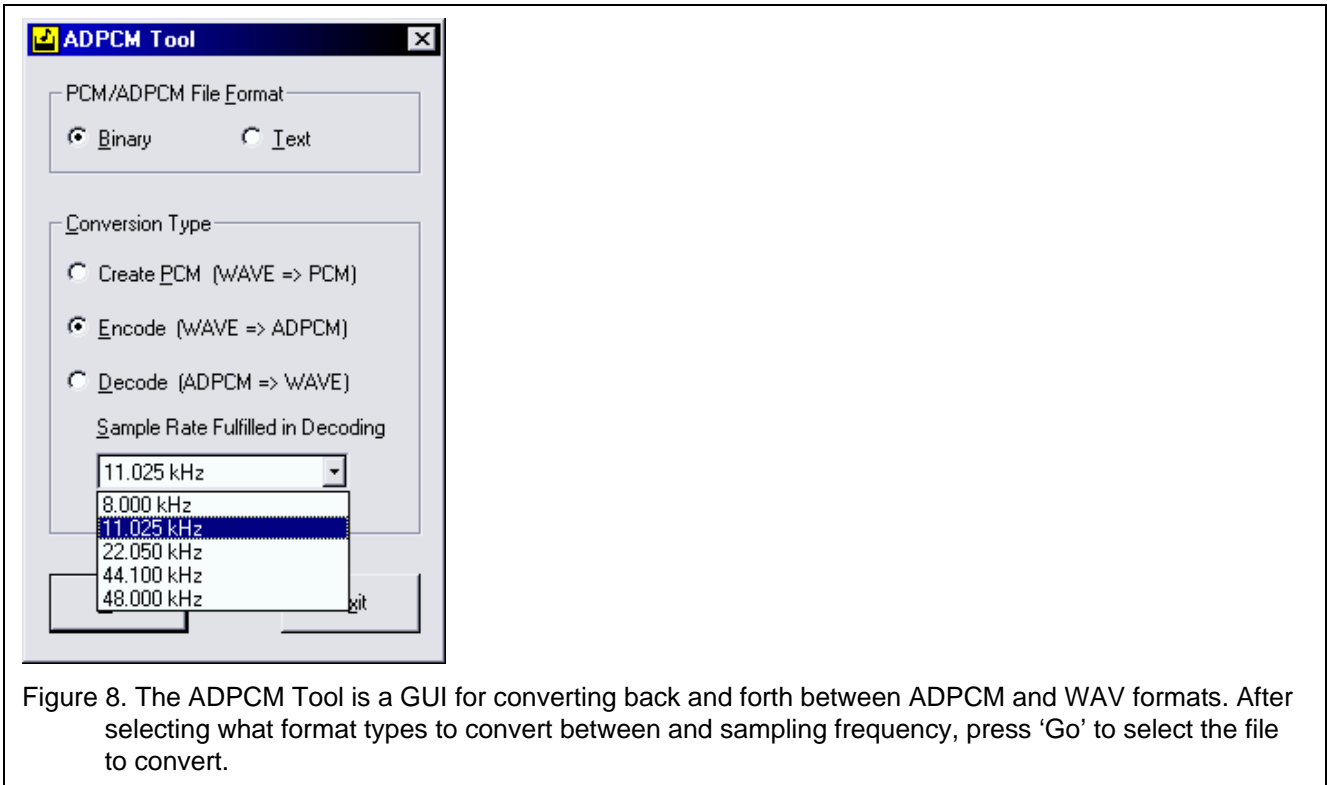 ADPCM Tool
PCM/ADPCM File Format
Binary Text
Conversion Type
Create PCM (WAVE => PCM)
Encode (WAVE => ADPCM)
Decode (ADPCM => WAVE)
Sample Rate Fulfilled in Decoding
11.025 kHz
8.000 kHz
11.025 kHz
22.050 kHz
44.100 kHz
48.000 kHz
xit
Figure 8. The ADPCM Tool is a GUI for converting back and forth between ADPCM and WAV formats. After
selecting what format types to convert between and sampling frequency, press ‘Go’ to select the file
to convert.